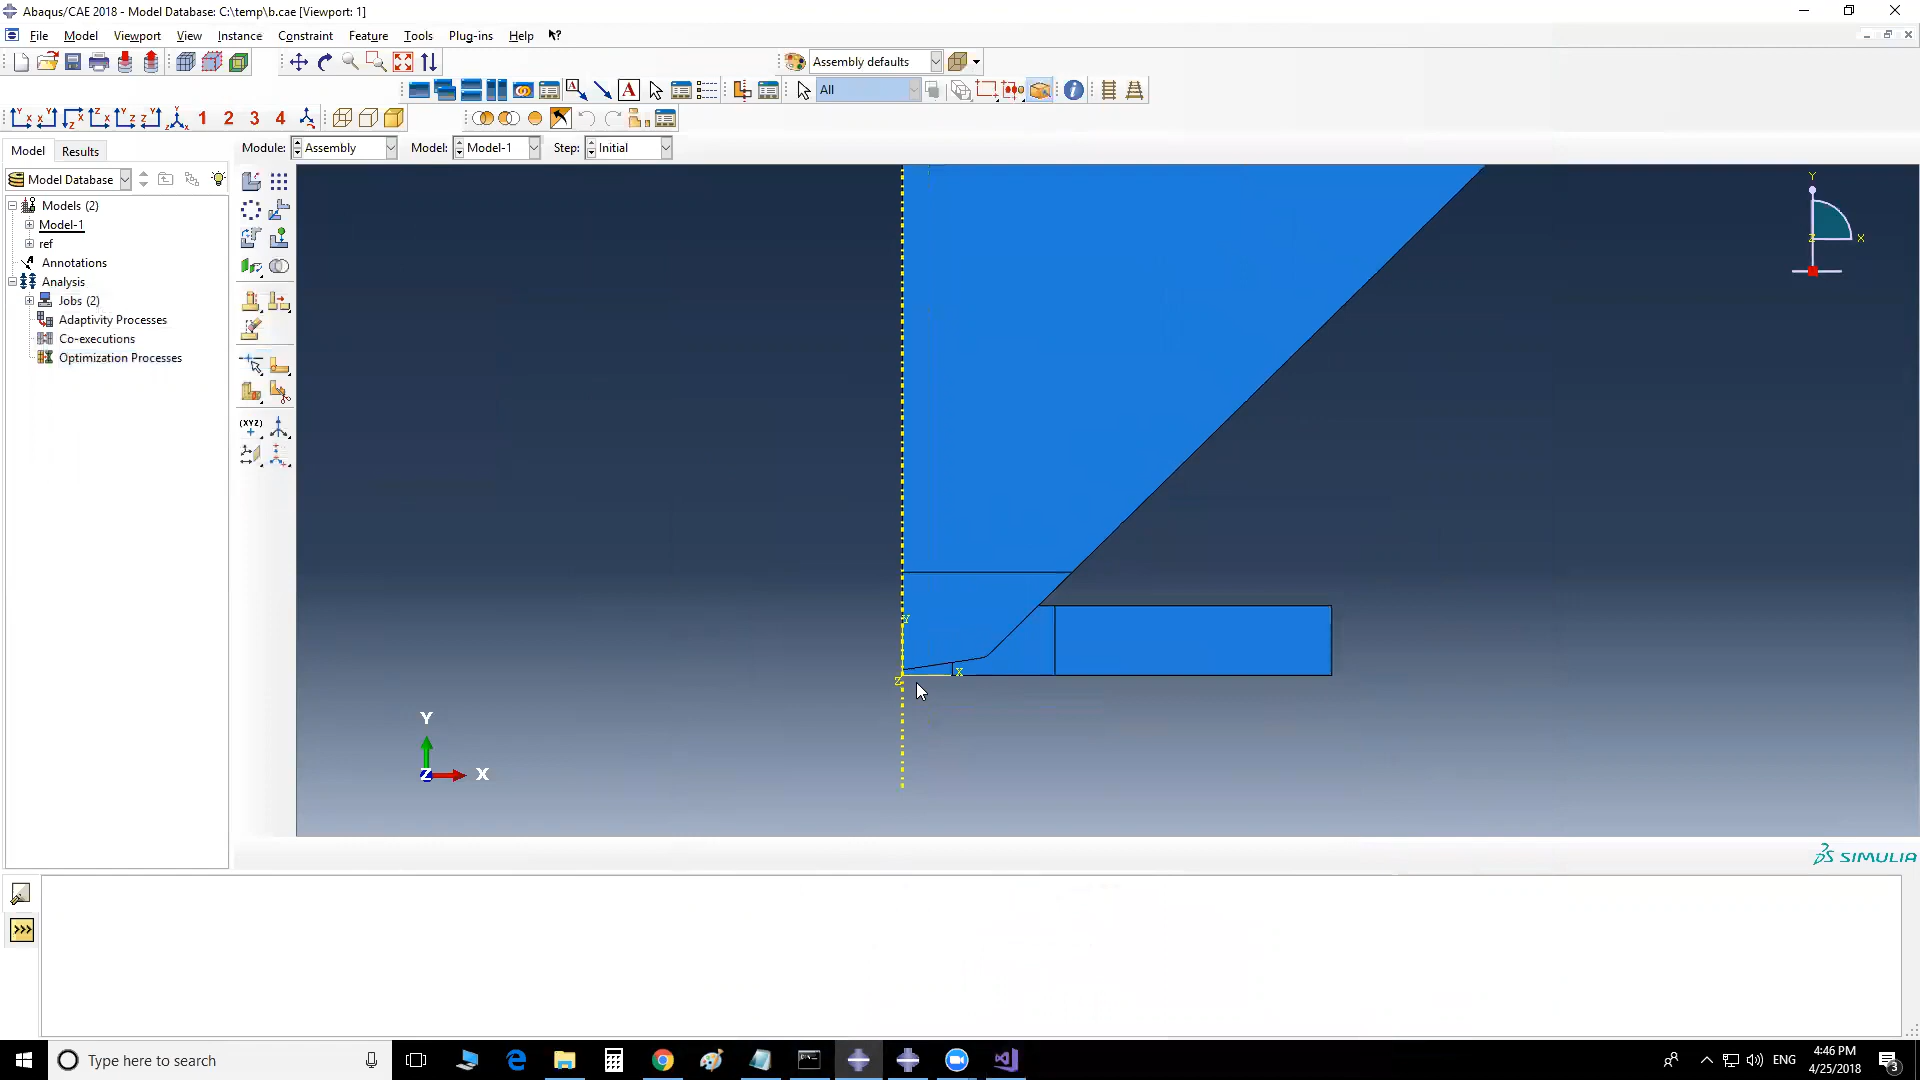 Abaqus/CAE 2018 - Model Database: C:\temp\b.cae [Viewport: 1]
File Model Viewport View Instance Constraint Feature Tools Plug-ins Help
Assembly defaults
A All
1 2 3 4
Module: Assembly Model: Model-1 Step: Initial
Model Results
Model Database
Models (2)
Model-1
ref
Annotations
Analysis
Jobs (2)
Adaptivity Processes
Co-executions
Optimization Processes
(XYZ)
Y
Z X
Y
X
Z
Y
Z X
SIMULIA
>>>
Type here to search
ENG
4:46 PM
4/25/2018
3